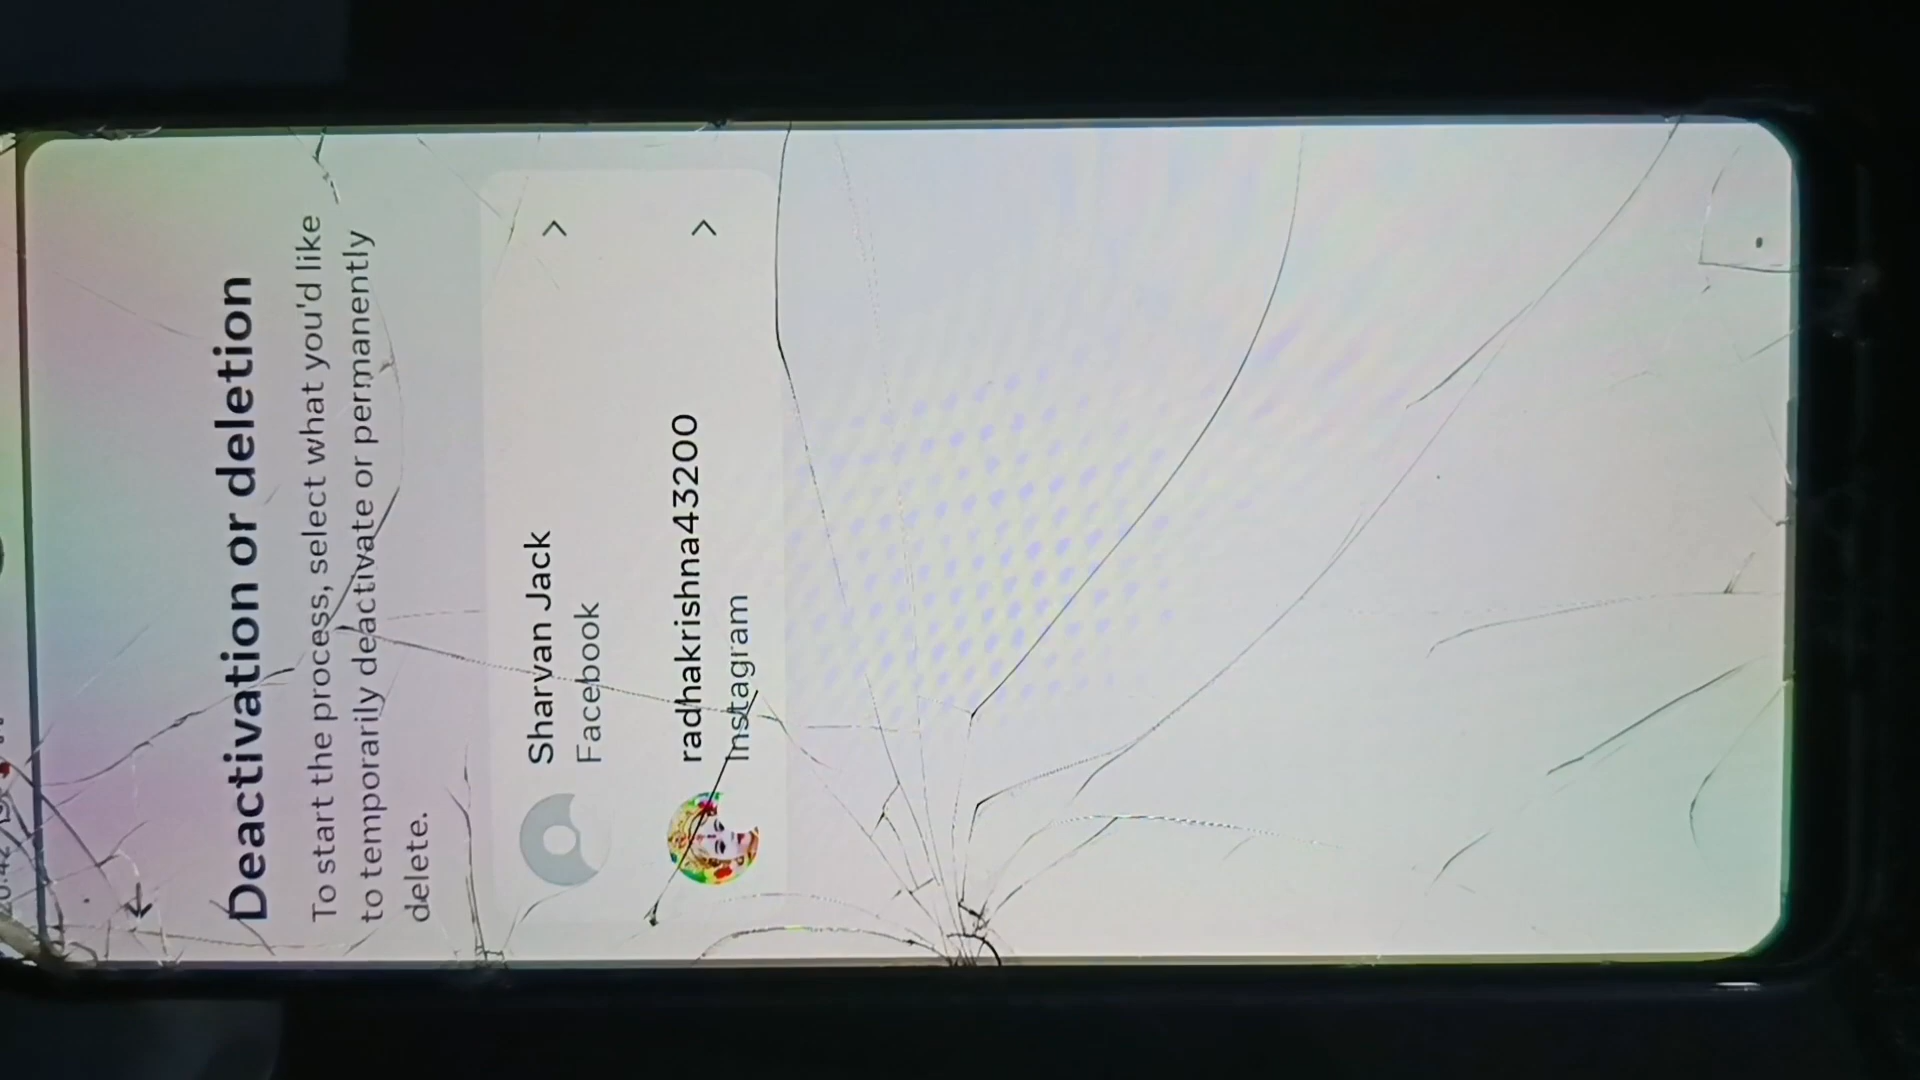 Deactivation or deletion
To start the process, select what you'd like
to temporarily deactivate or permanently
delete.
Sharvan Jack
Facebook
radhakrishna43200
Instagram